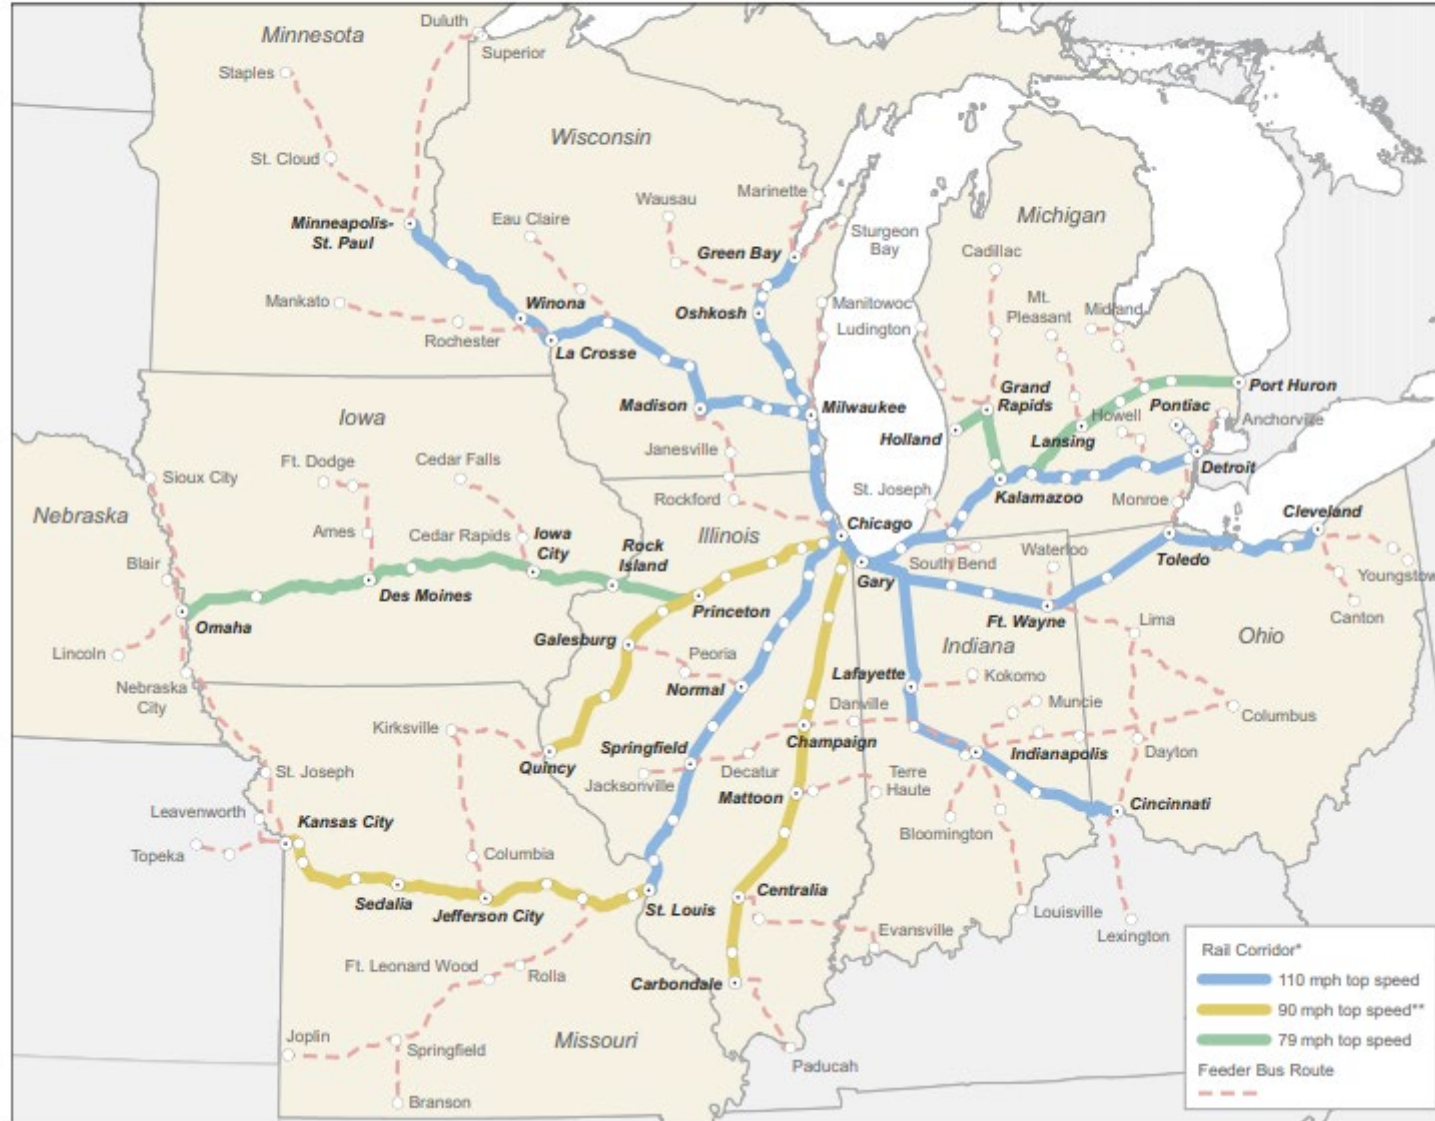 Duluth
Minnesota
Superior
Staples
Wisconsin
St. Cloud
Marinette
Wausau
Eau Claire
Michigan
Minneapolis-
St. Paul
Sturgeon
Bay
Green Bay
Cadillac
Mankato
Winona
Manitowoc
Mt.
Pleasant
Midland
Oshkosh
Ludington
Rochester
La Crosse
Grand
Rapids
Port Huron
Iowa
Madison
Milwaukee
Pontiac
Howell
Anchorville
Holland
Lansing
Janesville
Ft. Dodge
Cedar Falls
Detroit
Sioux City
St. Joseph
Kalamazoo
Rockford
Monroe
Nebraska
Chicago
Cleveland
Ames
Cedar Rapids
Iowa
City
Illinois
Rock
Island
Waterloo
Toledo
Blair
South Bend
Gary
Youngstow
Des Moines
Princeton
Omaha
Ft. Wayne
Canton
Lima
Galesburg
Indiana
Ohio
Lincoln
Peoria
Nebraska
City
Normal
Lafayette
Kokomo
Danville
Muncie
Columbus
Kirksville
Springfield
Champaign
Indianapolis
Dayton
Quincy
St. Joseph
Jacksonville
Decatur
Terre
Haute
Mattoon
Leavenworth
Kansas City
Cincinnati
Bloomington
Topeka
Columbia
Centralia
Sedalia
Jefferson City
St. Louis
Louisville
Evansville
Lexington
Ft. Leonard Wood
Rolla
Carbondale
Rail Corridor*
110 mph top speed
90 mph top speed**
79 mph top speed
Feeder Bus Route
Joplin
Springfield
Missouri
Paducah
Branson